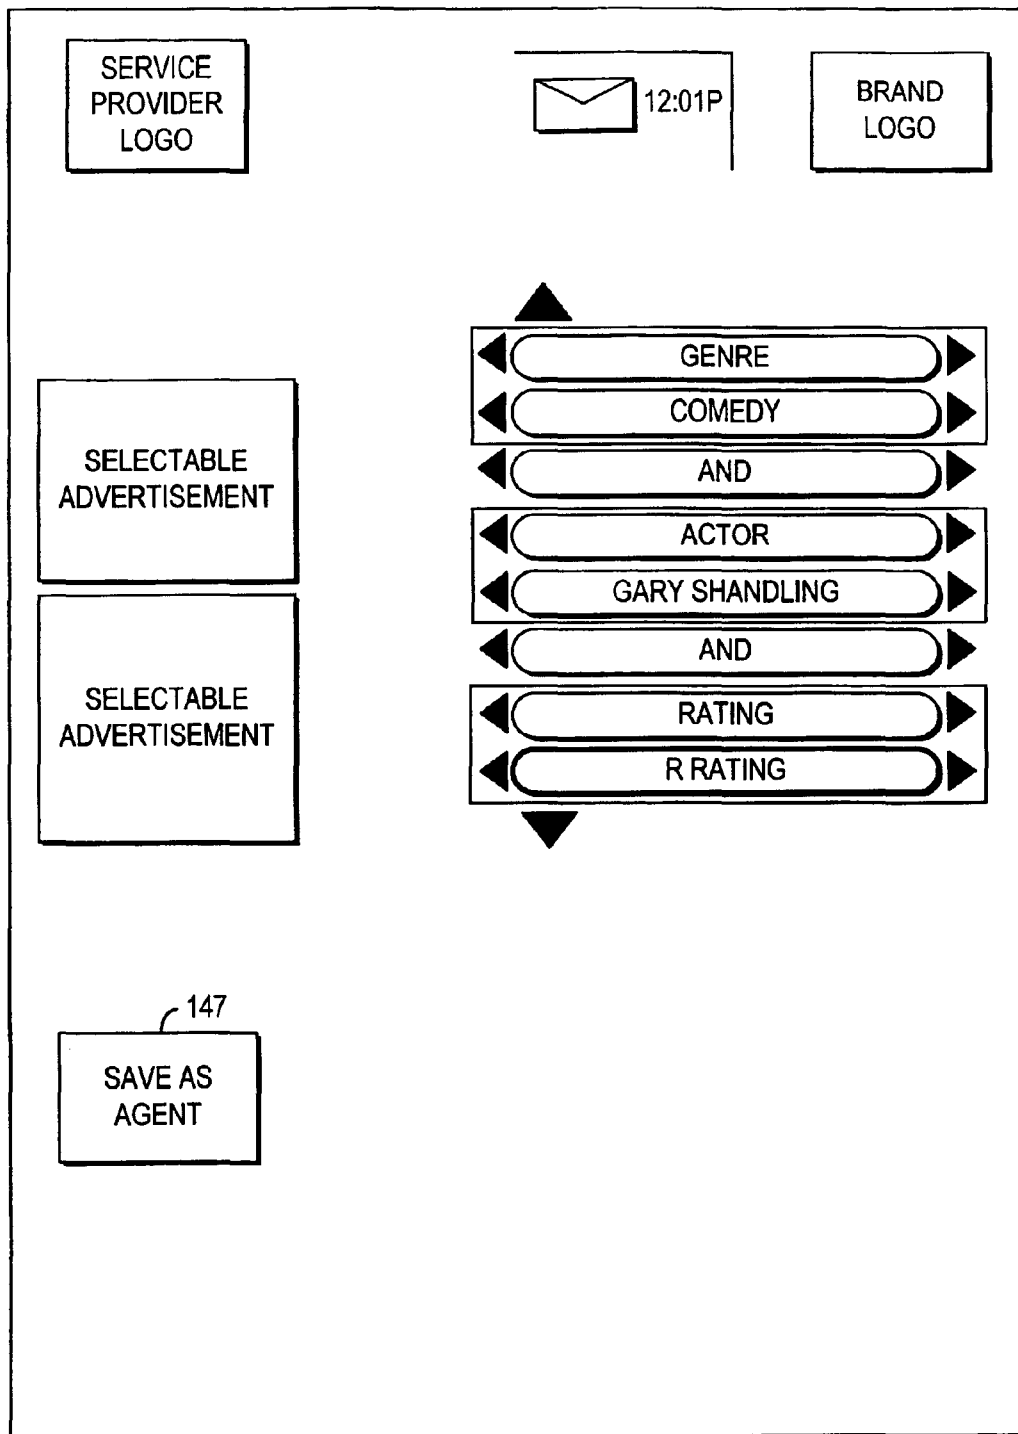 SERVICE
PROVIDER
LOGO
12:01P
BRAND
LOGO
GENRE
COMEDY
AND
ACTOR
GARY SHANDLING
AND
RATING
R RATING
SELECTABLE
ADVERTISEMENT
SELECTABLE
ADVERTISEMENT
147
SAVE AS
AGENT